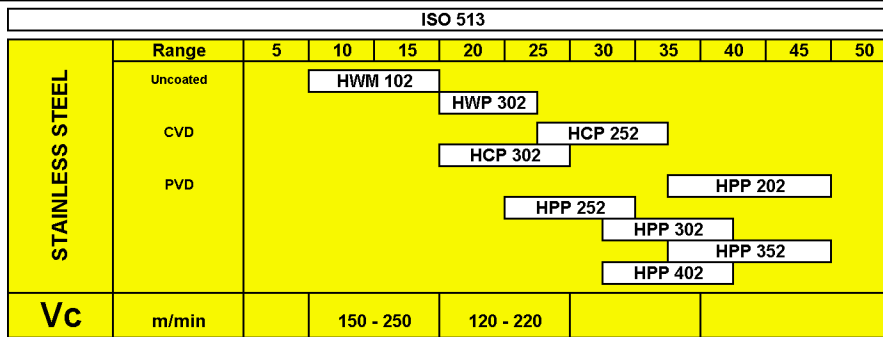 ISO 513
STAINLESS STEEL
Range 5 10 15 20 25 30 35 40 45 50
Uncoated HWM 102
HWP 302
CVD HCP 252
HCP 302
PVD HPP 202
HPP 252
HPP 302
HPP 352
HPP 402
Vc m/min 150 - 250 120 - 220